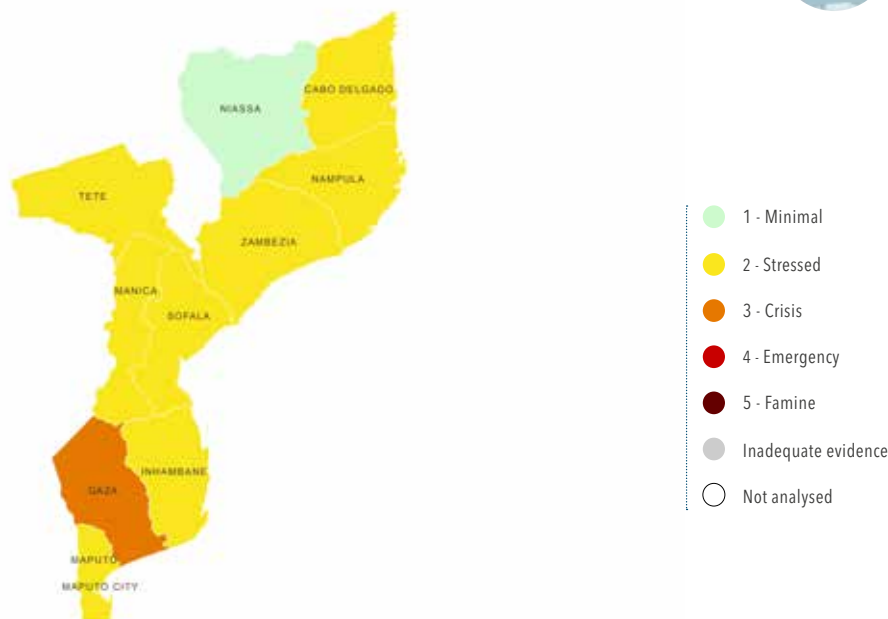 CABO DELGADO
NIASSA
NAMPULA
TETE
ZAMBEZIA
MANICA
SOFALA
INHAMBANE
GAZA
MAPUTO
MAPUTO CITY
1 - Minimal
2 - Stressed
3 - Crisis
4 - Emergency
5 - Famine
Inadequate evidence
Not analysed